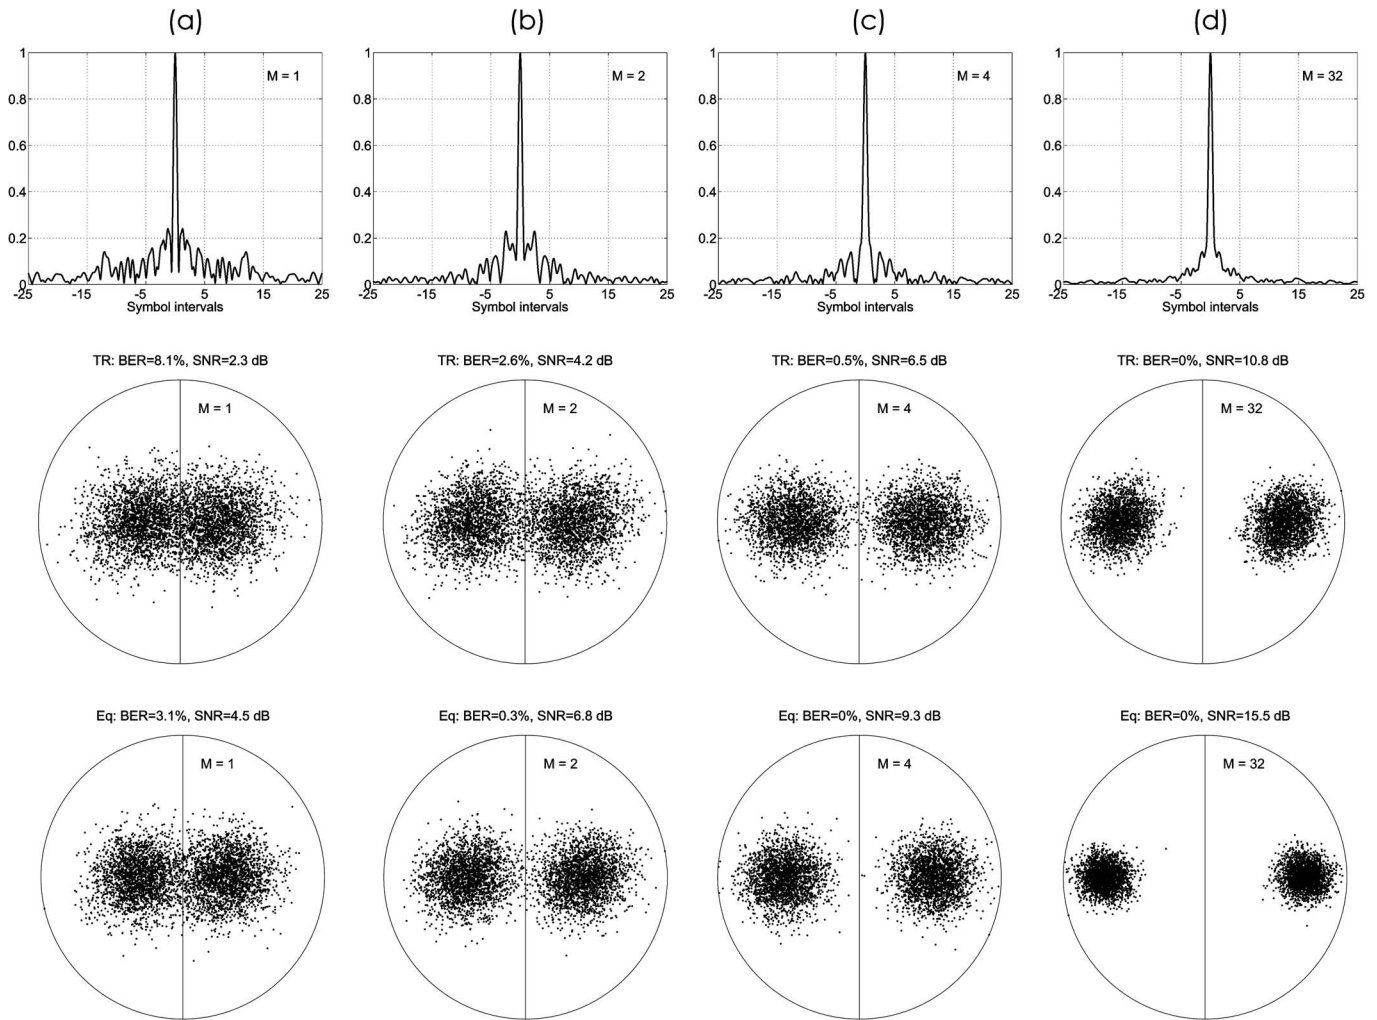 (a) (b) (c) (d)
1 1 1 1
M = 1 M = 2 M = 4 M = 32
0.8 0.8 0.8 0.8
0.6 0.6 0.6 0.6
0.4 0.4 0.4 0.4
0.2 0.2 0.2 0.2
0 0 0 0
-25 -15 -5 5 15 25 -25 -15 -5 5 15 25 -25 -15 -5 5 15 25 -25 -15 -5 5 15 25
Symbol intervals Symbol intervals Symbol intervals Symbol intervals
TR: BER=8.1%, SNR=2.3 dB TR: BER=2.6%, SNR=4.2 dB TR: BER=0.5%, SNR=6.5 dB TR: BER=0%, SNR=10.8 dB
M = 1 M = 2 M = 4 M = 32
Eq: BER=3.1%, SNR=4.5 dB Eq: BER=0.3%, SNR=6.8 dB Eq: BER=0%, SNR=9.3 dB Eq: BER=0%, SNR=15.5 dB
M = 1 M = 2 M = 4 M = 32